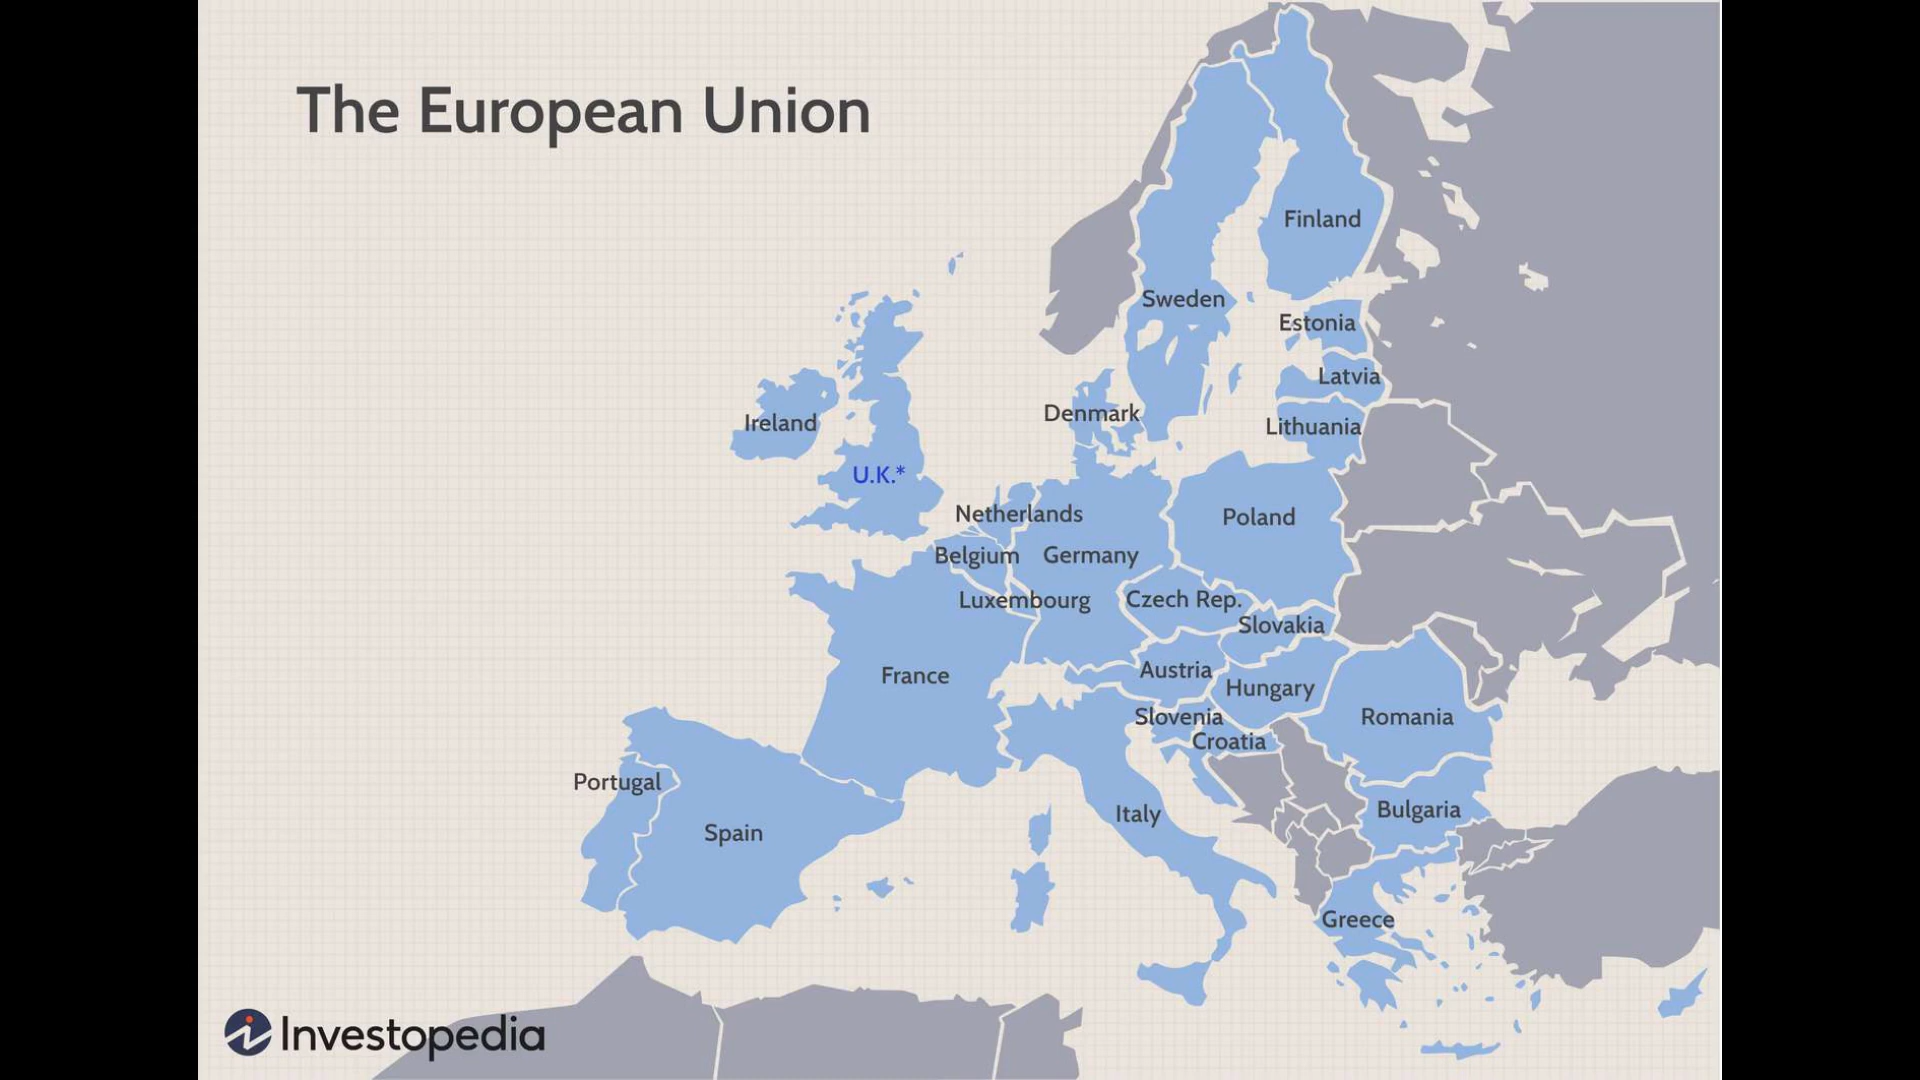 The European Union
Finland
Sweden
Estonia
Latvia
Denmark
Ireland
Lithuania
U.K.*
Netherlands
Poland
Belgium
Germany
Luxembourg
Czech Rep.
Slovakia
France
Austria
Hungary
Slovenia
Romania
Croatia
Portugal
Italy
Bulgaria
Spain
Greece
Investopedia